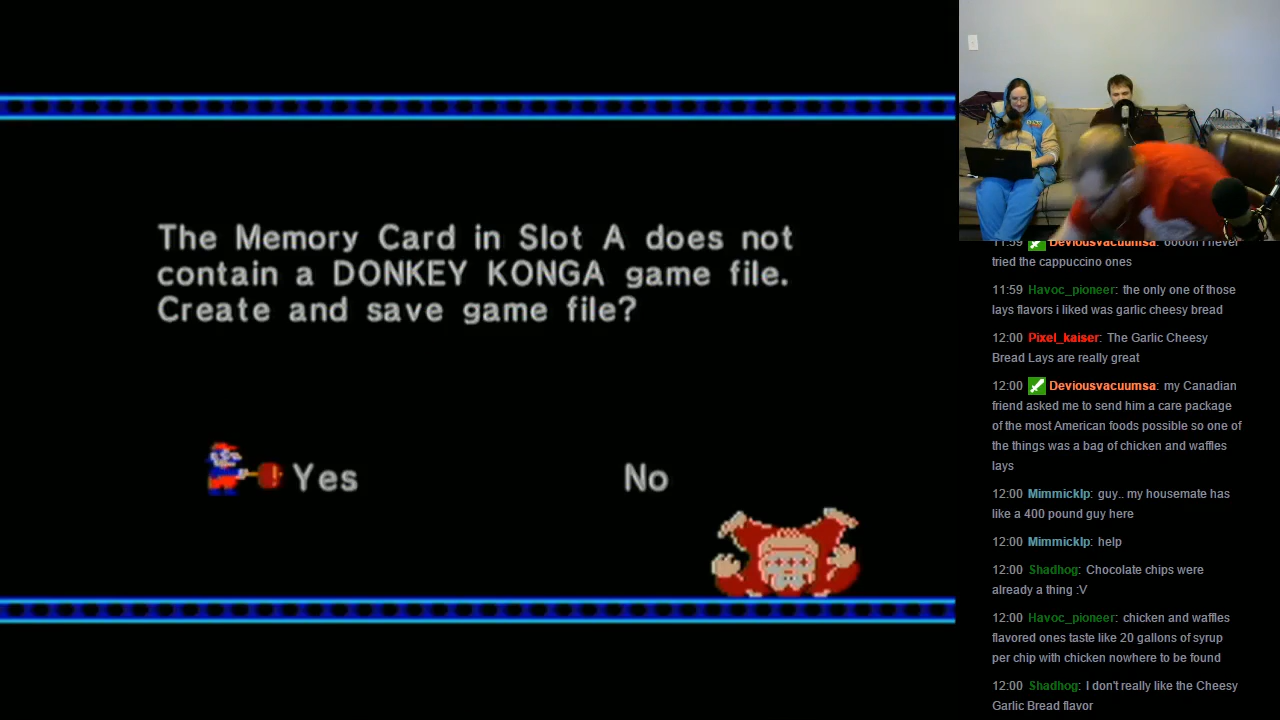 The Memory Card in Slot A does not
contain a DONKEY KONGA game file.
Create and save game file?
Yes
No
11:59 Deviousvacuumsa: ooooh I never
tried the cappuccino ones
11:59 Havoc_pioneer: the only one of those
lays flavors i liked was garlic cheesy bread
12:00 Pixel_kaiser: The Garlic Cheesy
Bread Lays are really great
12:00 Deviousvacuumsa: my Canadian
friend asked me to send him a care package
of the most American foods possible so one of
the things was a bag of chicken and waffles
lays
12:00 Mimmicklp: guy.. my housemate has
like a 400 pound guy here
12:00 Mimmicklp: help
12:00 Shadhog: Chocolate chips were
already a thing :V
12:00 Havoc_pioneer: chicken and waffles
flavored ones taste like 20 gallons of syrup
per chip with chicken nowhere to be found
12:00 Shadhog: I don't really like the Cheesy
Garlic Bread flavor